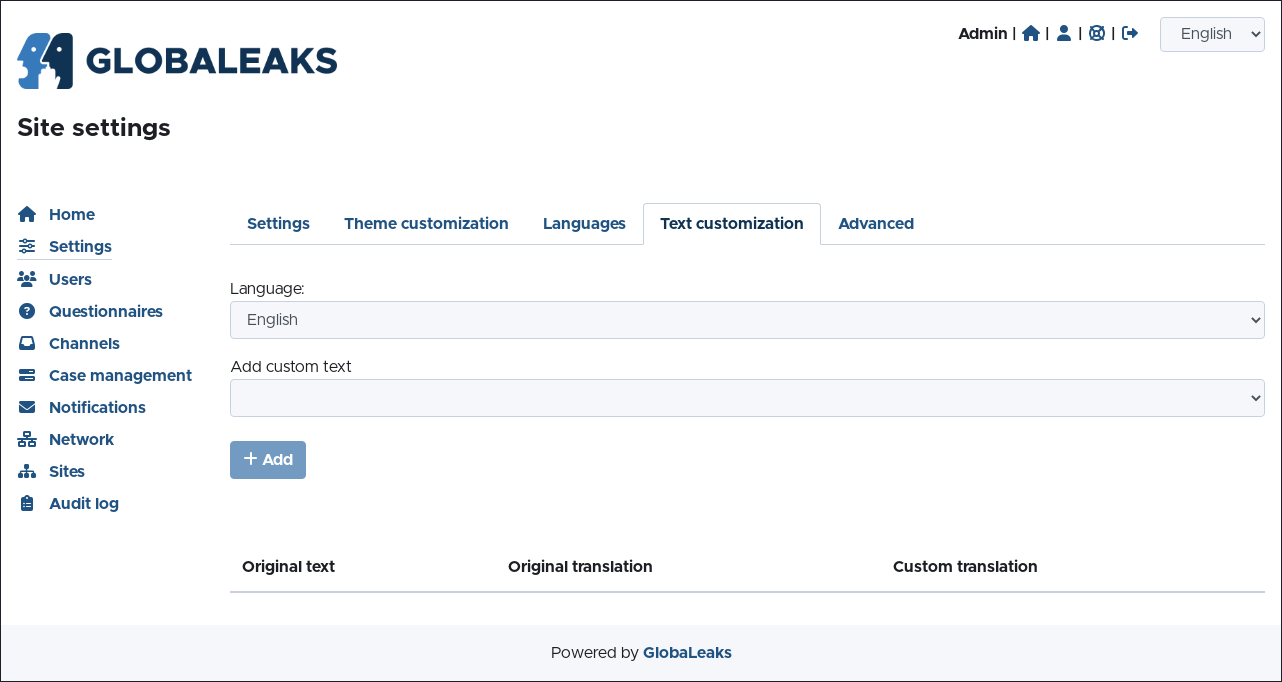 GLOBALEAKS
Admin | | | |
English
Site settings
Home
Settings
Users
Questionnaires
Channels
Case management
Notifications
Network
Sites
Audit log
Settings Theme customization Languages Text customization Advanced
Language:
English
Add custom text
+ Add
Original text Original translation Custom translation
Powered by GlobaLeaks